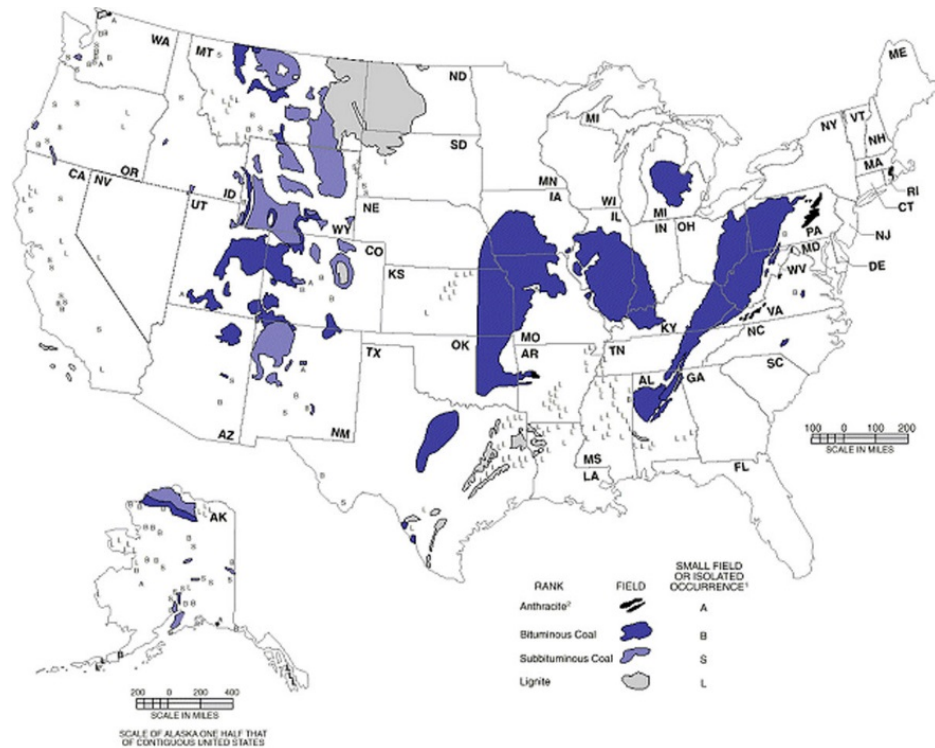 WA
MT
ND
ME
OR
ID
SD
MN
MI
NY
VT
NH
MA
RI
CT
CA
NV
UT
WY
NE
IA
WI
MI
IL
IN
OH
PA
NJ
CO
KS
MO
KY
WV
MD
DE
VA
NC
AZ
NM
TX
OK
AR
TN
SC
MS
LA
AL
GA
FL
100 0 100 200
SCALE IN MILES
AK
200 0 200 400
SCALE IN MILES
SCALE OF ALASKA ONE HALF THAT
OF CONTIGUOUS UNITED STATES
RANK FIELD SMALL FIELD
OR ISOLATED
OCCURRENCE¹
Anthracite² A
Bituminous Coal B
Subbituminous Coal S
Lignite L